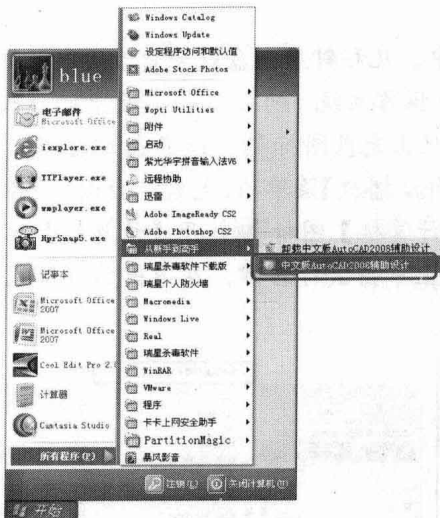 Windows Catalog
Windows Update
设定程序访问和默认值
Adobe Stock Photos
Microsoft Office
Wopti Utilities
附件
启动
紫光华宇拼音输入法V6
远程协助
迅雷
Adobe ImageReady CS2
Adobe Photoshop CS2
从新手到高手
瑞星杀毒软件下载版
瑞星个人防火墙
Macromedia
Windows Live
Real
瑞星杀毒软件
WinRAR
VMware
程序
卡卡上网安全助手
PartitionMagic
暴风影音
卸载中文版AutoCAD2008辅助设计
中文版AutoCAD2008辅助设计
blue
电子邮件
Microsoft Office
iexplore.exe
TTPlayer.exe
wmplayer.exe
HprSnap5.exe
记事本
Microsoft Office
2007
Microsoft Office
2007
Cool Edit Pro 2.
计算器
Camtasia Studio
所有程序(P)
注销(L)
关闭计算机(U)
开始